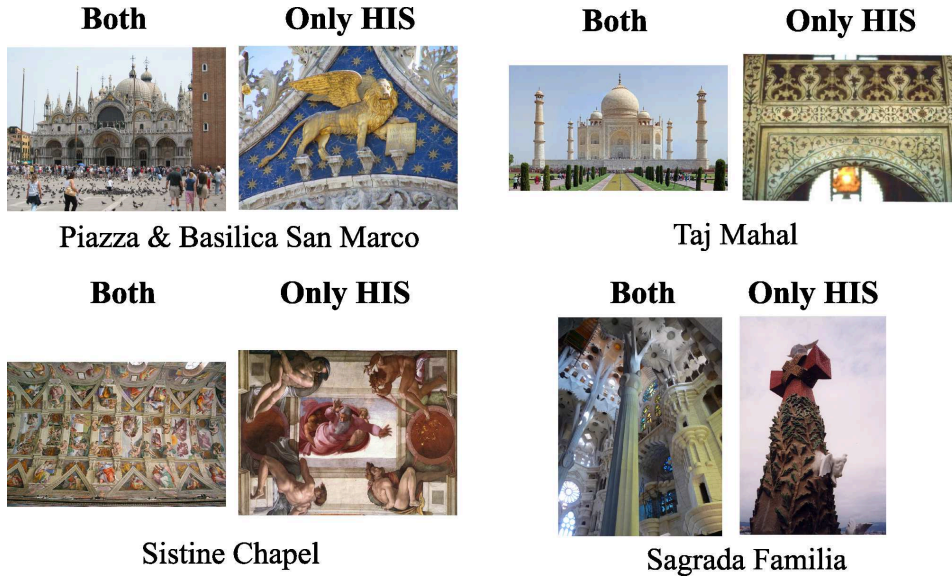 Both
Only HIS
Both
Only HIS
Piazza & Basilica San Marco
Taj Mahal
Both
Only HIS
Both
Only HIS
Sistine Chapel
Sagrada Familia